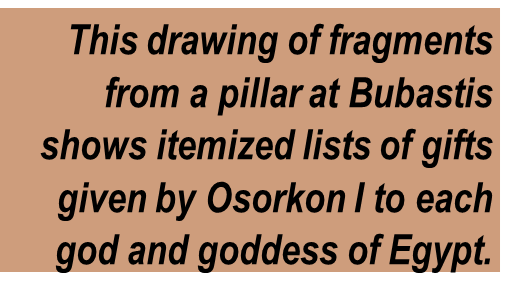 This drawing of fragments
from a pillar at Bubastis
shows itemized lists of gifts
given by Osorkon I to each
god and goddess of Egypt.